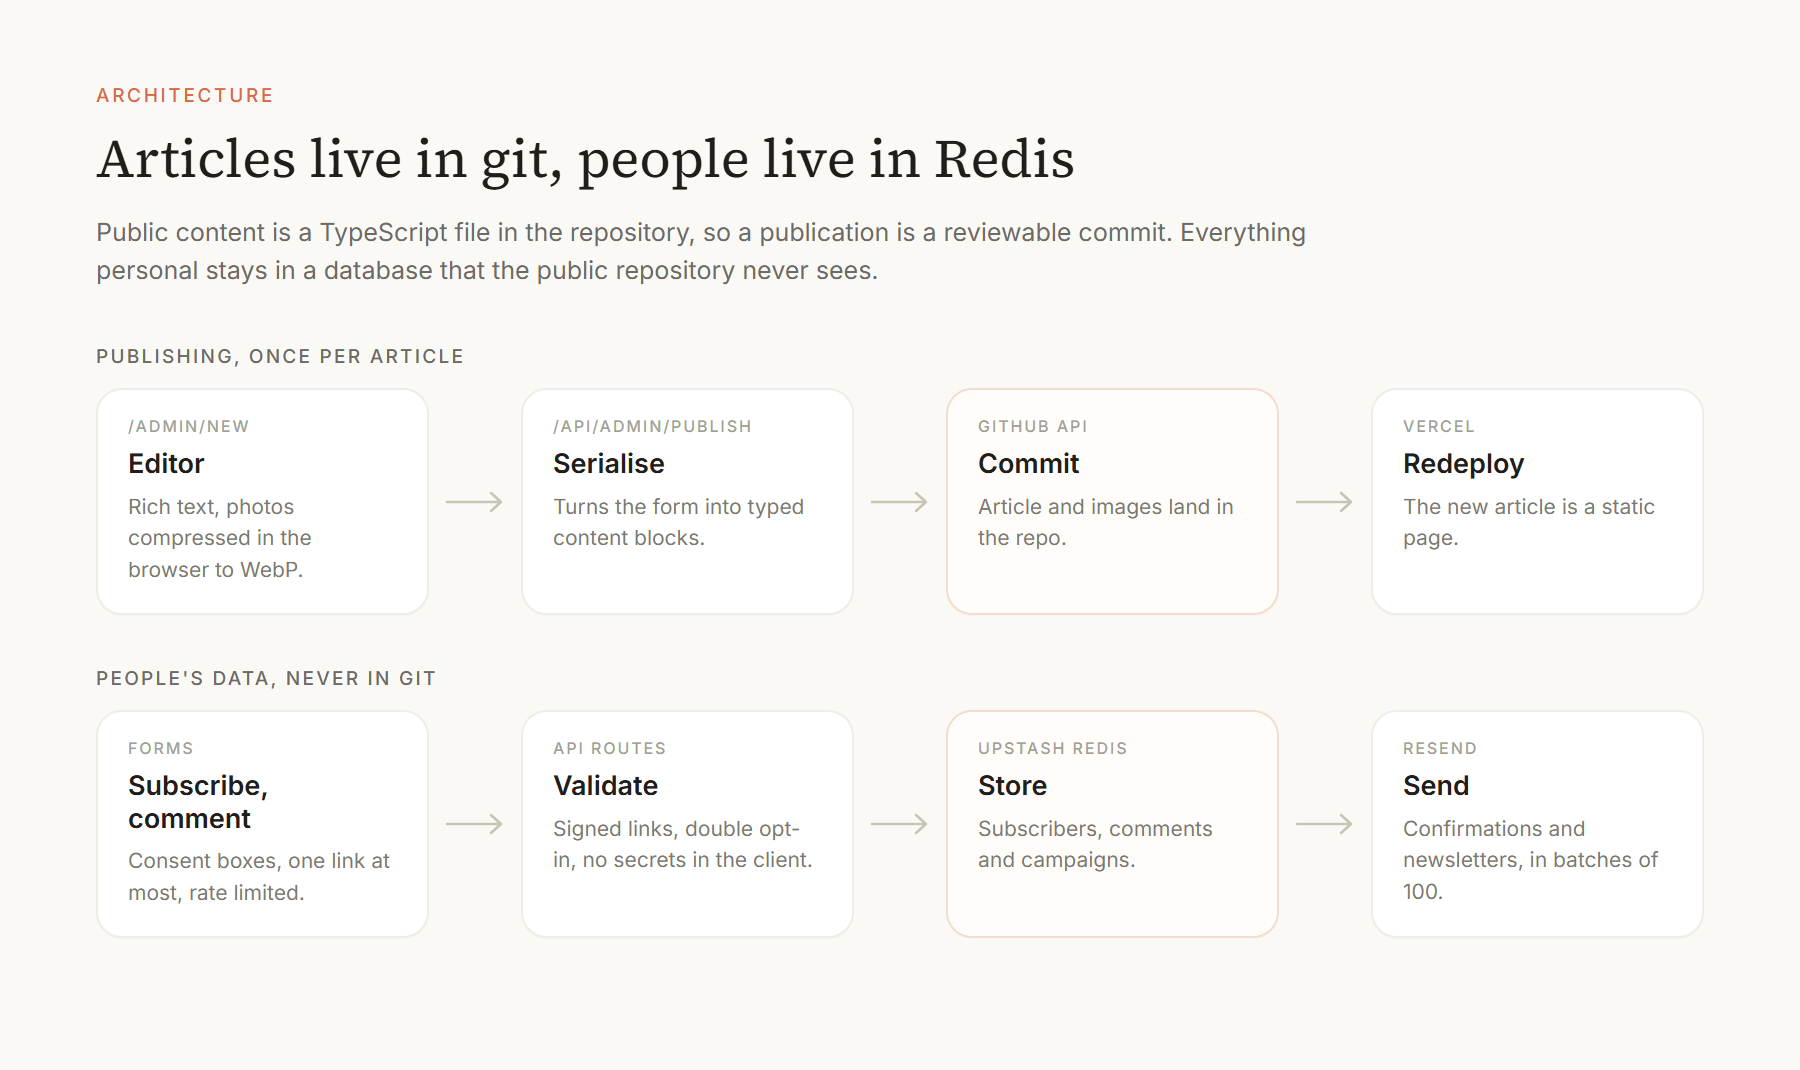 ARCHITECTURE
Articles live in git, people live in Redis
Public content is a TypeScript file in the repository, so a publication is a reviewable commit. Everything
personal stays in a database that the public repository never sees.
PUBLISHING, ONCE PER ARTICLE
/ADMIN/NEW
Editor
Rich text, photos
compressed in the
browser to WebP.
/API/ADMIN/PUBLISH
Serialise
Turns the form into typed
content blocks.
GITHUB API
Commit
Article and images land in
the repo.
VERCEL
Redeploy
The new article is a static
page.
PEOPLE'S DATA, NEVER IN GIT
FORMS
Subscribe,
comment
Consent boxes, one link at
most, rate limited.
API ROUTES
Validate
Signed links, double opt-
in, no secrets in the client.
UPSTASH REDIS
Store
Subscribers, comments
and campaigns.
RESEND
Send
Confirmations and
newsletters, in batches of
100.